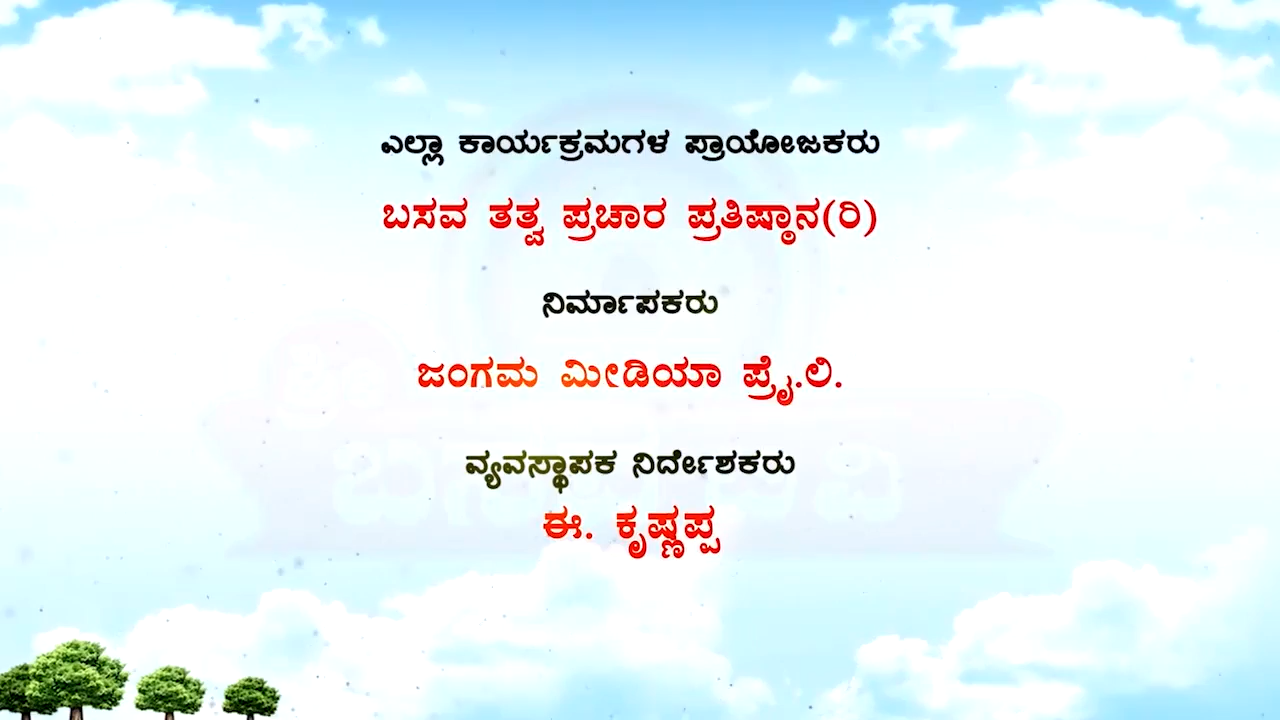 ಎಲ್ಲಾ ಕಾರ್ಯಕ್ರಮಗಳ ಪ್ರಾಯೋಜಕರು
ಬಸವ ತತ್ವ ಪ್ರಚಾರ ಪ್ರತಿಷ್ಠಾನ(ರಿ)
ನಿರ್ಮಾಪಕರು
ಜಂಗಮ ಮೀಡಿಯಾ ಪ್ರೈ.ಲಿ.
ವ್ಯವಸ್ಥಾಪಕ ನಿರ್ದೇಶಕರು
ಈ. ಕೃಷ್ಣಪ್ಪ